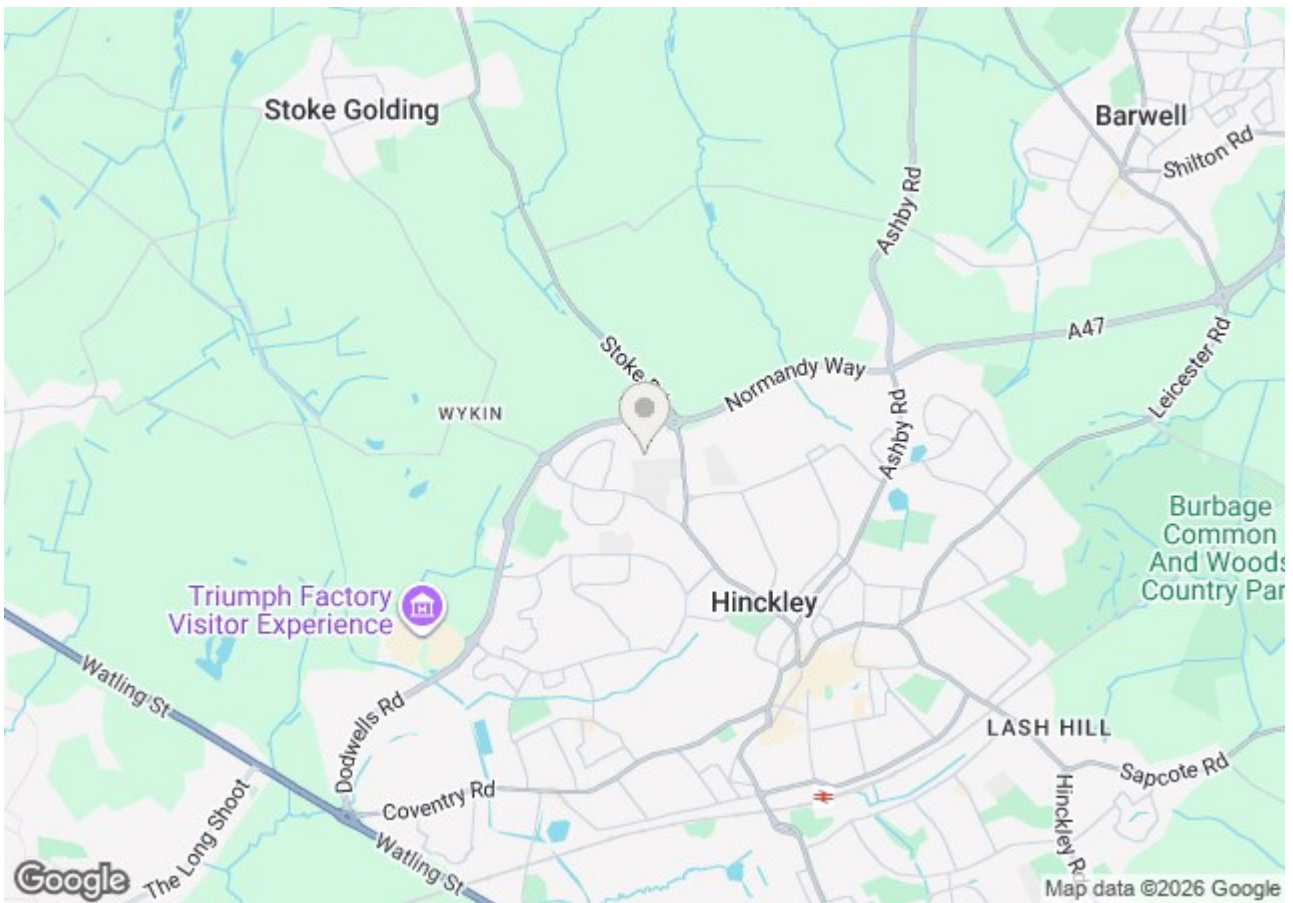 Stoke Golding
Barwell
Shilton Rd
Ashby Rd
A47
Leicester Rd
Normandy Way
Stoke
WYKIN
Ashby Rd
Burbage
Common
And Woods
Country Par
Triumph Factory
Visitor Experience
Hinckley
Watling St
Dodwells Rd
LASH HILL
Sapcote Rd
Coventry Rd
Hinckley Rd
The Long Shoot
Watling St
Google
Map data ©2026 Google